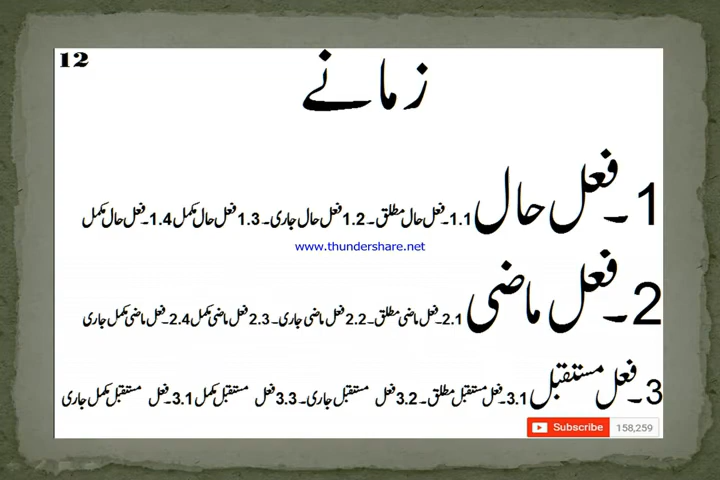 12
زمانے
1۔فعل حال 1.1۔فعل حال مطلق۔1.2 فعل حال جاری۔1.3 فعل حال مکمل 1.4۔فعل حال مکمل
www.thundershare.net
2۔فعل ماضی 2.1۔فعل ماضی مطلق۔2.2 فعل ماضی جاری۔2.3 فعل ماضی مکمل 2.4۔فعل ماضی مکمل جاری
3۔فعل مستقبل 3.1۔فعل مستقبل مطلق۔3.2 فعل مستقبل جاری۔3.3 فعل مستقبل مکمل 3.1۔فعل مستقبل مکمل جاری
Subscribe 158,259